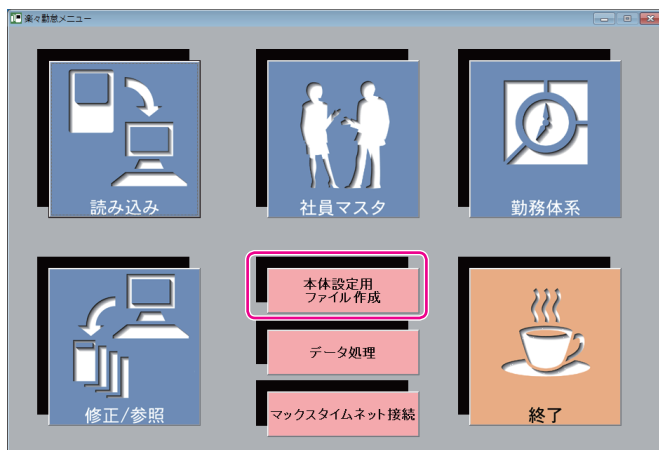 楽々勤怠メニュー
読み込み
社員マスタ
勤務体系
本体設定用
ファイル作成
データ処理
マックスタイムネット接続
修正/参照
終了